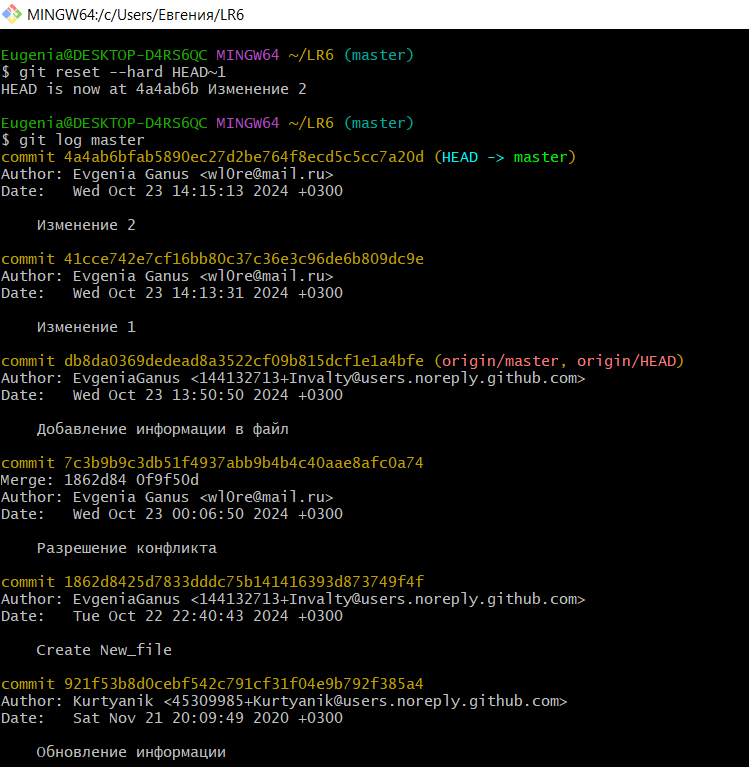 MINGW64:/c/Users/Евгения/LR6
Eugenia@DESKTOP-D4RS6QC MINGW64 ~/LR6 (master)
$ git reset --hard HEAD~1
HEAD is now at 4a4ab6b Изменение 2
Eugenia@DESKTOP-D4RS6QC MINGW64 ~/LR6 (master)
$ git log master
commit 4a4ab6bfab5890ec27d2be764f8ecd5c5cc7a20d (HEAD -> master)
Author: Evgenia Ganus <wl0re@mail.ru>
Date:   Wed Oct 23 14:15:13 2024 +0300
Изменение 2
commit 41cce742e7cf16bb80c37c36e3c96de6b809dc9e
Author: Evgenia Ganus <wl0re@mail.ru>
Date:   Wed Oct 23 14:13:31 2024 +0300
Изменение 1
commit db8da0369dedead8a3522cf09b815dcf1e1a4bfe (origin/master, origin/HEAD)
Author: EvgeniaGanus <144132713+Invalty@users.noreply.github.com>
Date:   Wed Oct 23 13:50:50 2024 +0300
Добавление информации в файл
commit 7c3b9b9c3db51f4937abb9b4b4c40aae8afc0a74
Merge: 1862d84 0f9f50d
Author: Evgenia Ganus <wl0re@mail.ru>
Date:   Wed Oct 23 00:06:50 2024 +0300
Разрешение конфликта
commit 1862d8425d7833dddc75b141416393d873749f4f
Author: EvgeniaGanus <144132713+Invalty@users.noreply.github.com>
Date:   Tue Oct 22 22:40:43 2024 +0300
Create New_file
commit 921f53b8d0cebf542c791cf31f04e9b792f385a4
Author: Kurtyanik <45309985+Kurtyanik@users.noreply.github.com>
Date:   Sat Nov 21 20:09:49 2020 +0300
Обновление информации